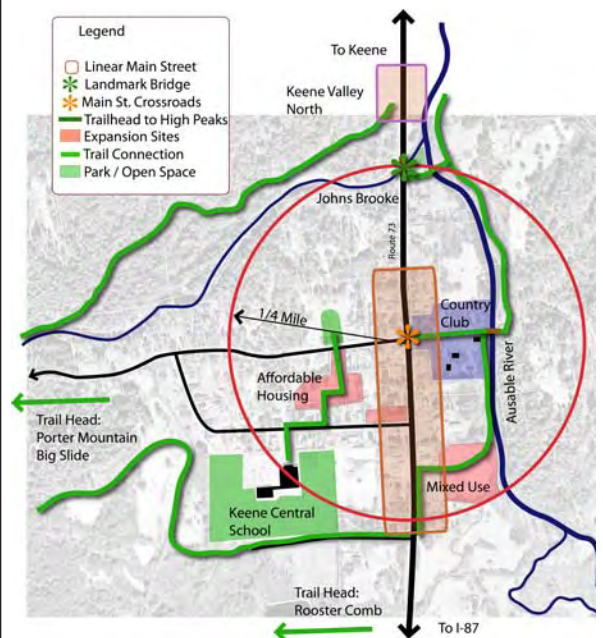 Legend
Linear Main Street
Landmark Bridge
Main St. Crossroads
Trailhead to High Peaks
Expansion Sites
Trail Connection
Park / Open Space
To Keene
Keene Valley
North
Johns Brooke
Route 73
1/4 Mile
Country
Club
Ausable River
Affordable
Housing
Trail Head:
Porter Mountain
Big Slide
Mixed Use
Keene Central
School
Trail Head:
Rooster Comb
To I-87